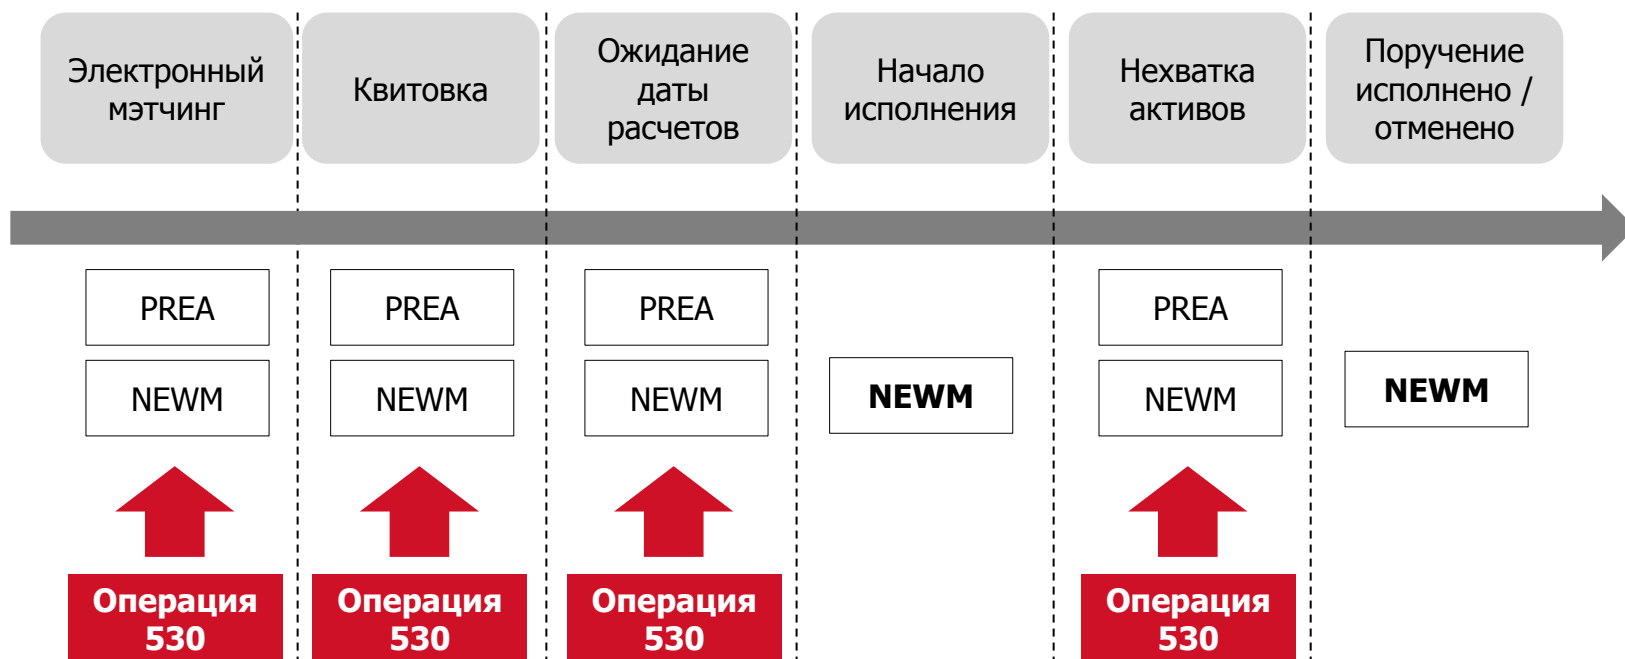 Электронный
мэтчинг
Квитовка
Ожидание
даты
расчетов
Начало
исполнения
Нехватка
активов
Поручение
исполнено /
отменено
PREA
PREA
PREA
PREA
NEWM
NEWM
NEWM
NEWM
NEWM
NEWM
Операция
530
Операция
530
Операция
530
Операция
530